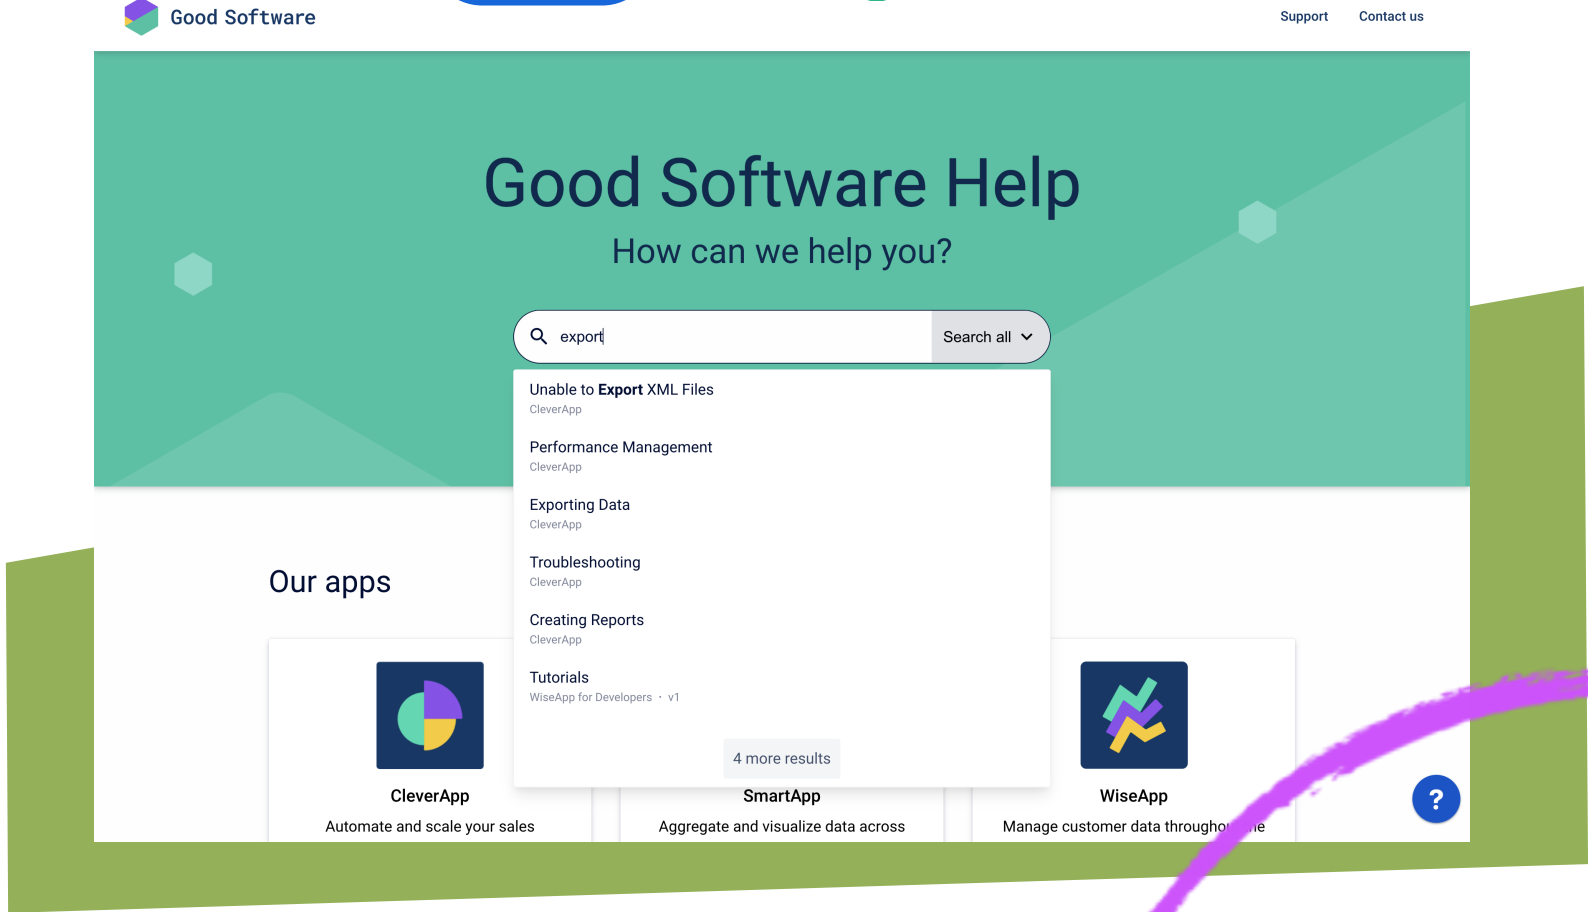 Good Software
Support
Contact us
Good Software Help
How can we help you?
export
Search all
Unable to Export XML Files
CleverApp
Performance Management
CleverApp
Exporting Data
CleverApp
Troubleshooting
CleverApp
Creating Reports
CleverApp
Tutorials
WiseApp for Developers · v1
4 more results
Our apps
CleverApp
Automate and scale your sales
SmartApp
Aggregate and visualize data across
WiseApp
Manage customer data throughout the
?